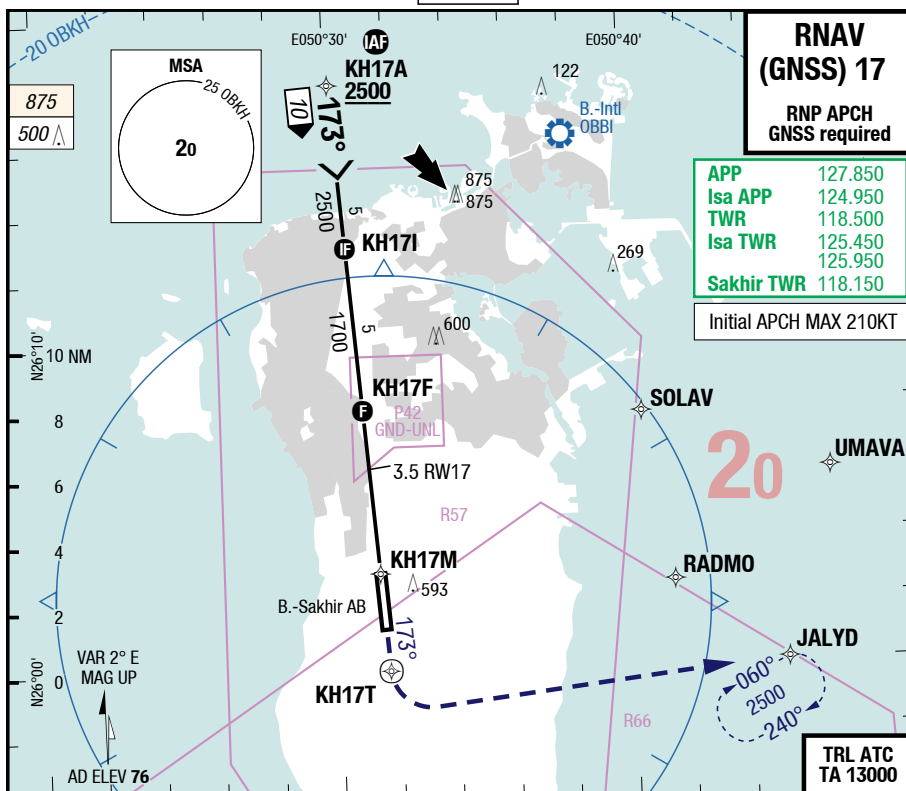 20 OBKH
E050°30'
E050°40'
IAF
KH17A
2500
RNAV
(GNSS) 17
RNP APCH
GNSS required
875
500
MSA
25 OBKH
20
10
173°
122
B.-Intl
OBBI
875
875
APP 127.850
Isa APP 124.950
TWR 118.500
Isa TWR 125.450
125.950
Sakhir TWR 118.150
2500
5
IF
KH17I
269
Initial APCH MAX 210KT
1700
5
600
N26°10'
10 NM
KH17F
F
P42
GND-UNL
SOLAV
8
20
UMAVA
3.5 RW17
6
R57
4
KH17M
593
RADMO
B.-Sakhir AB
2
173°
JALYD
VAR 2° E
MAG UP
N26°00'
0
KH17T
060°
2500
240°
R66
AD ELEV 76
TRL ATC
TA 13000